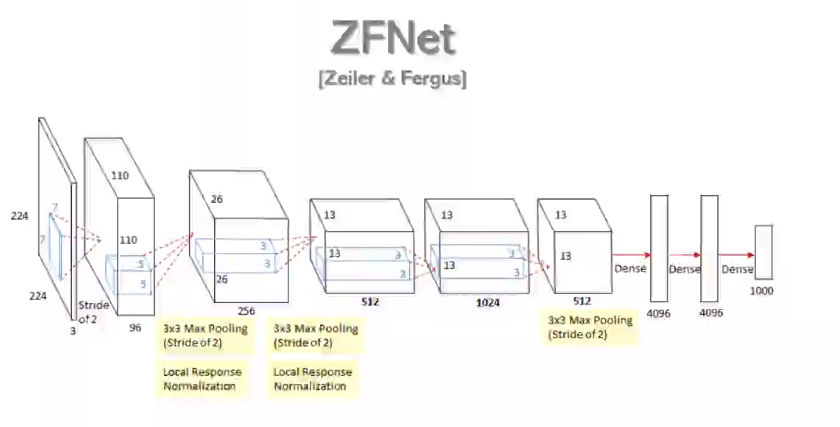 ZFNet
[Zeiler & Fergus]
224
224
3
7
7
Stride
of 2
110
110
5
5
96
3x3 Max Pooling
(Stride of 2)
Local Response
Normalization
26
26
3
3
256
3x3 Max Pooling
(Stride of 2)
Local Response
Normalization
13
13
3
3
512
13
13
3
3
1024
13
13
512
3x3 Max Pooling
(Stride of 2)
Dense
4096
Dense
4096
Dense
1000